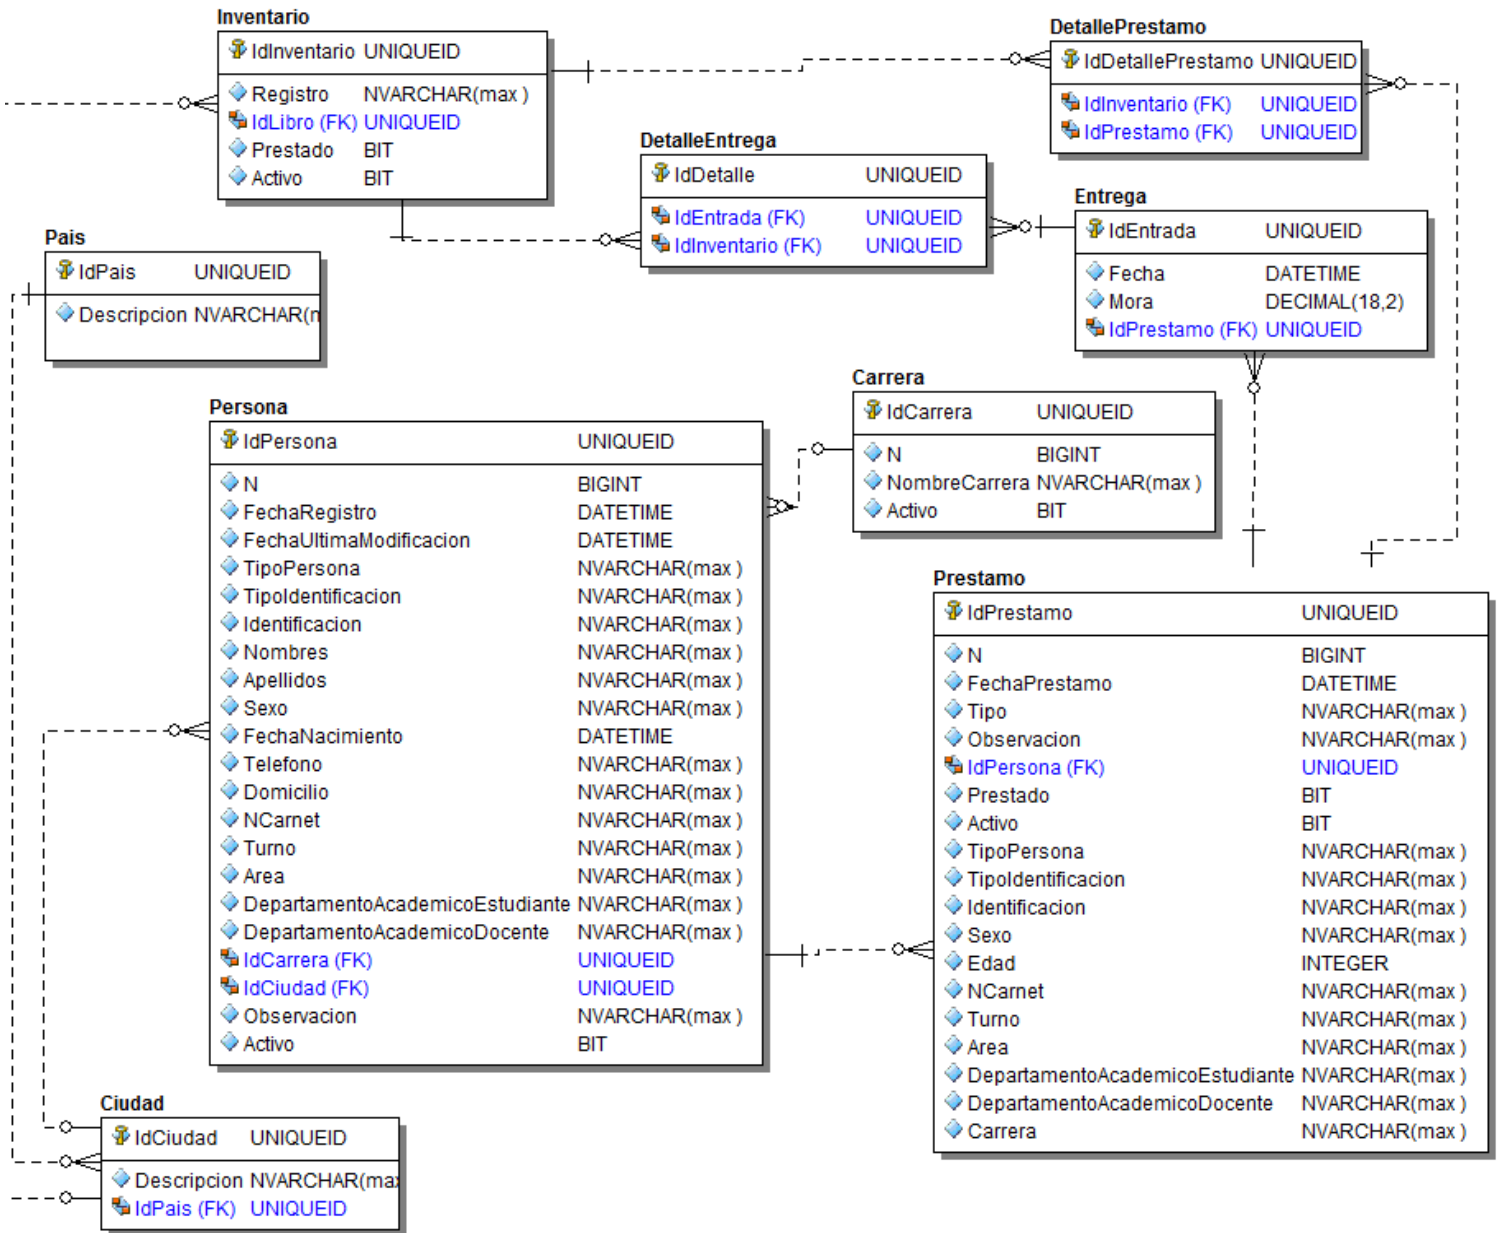 Inventario
IdInventario UNIQUEID
Registro NVARCHAR(max )
IdLibro (FK) UNIQUEID
Prestado BIT
Activo BIT
DetallePrestamo
IdDetallePrestamo UNIQUEID
IdInventario (FK) UNIQUEID
IdPrestamo (FK) UNIQUEID
DetalleEntrega
IdDetalle UNIQUEID
IdEntrada (FK) UNIQUEID
IdInventario (FK) UNIQUEID
Entrega
IdEntrada UNIQUEID
Fecha DATETIME
Mora DECIMAL(18,2)
IdPrestamo (FK) UNIQUEID
Pais
IdPais UNIQUEID
Descripcion NVARCHAR(
Carrera
IdCarrera UNIQUEID
N BIGINT
NombreCarrera NVARCHAR(max )
Activo BIT
Persona
IdPersona UNIQUEID
N BIGINT
FechaRegistro DATETIME
FechaUltimaModificacion DATETIME
TipoPersona NVARCHAR(max )
TipoIdentificacion NVARCHAR(max )
Identificacion NVARCHAR(max )
Nombres NVARCHAR(max )
Apellidos NVARCHAR(max )
Sexo NVARCHAR(max )
FechaNacimiento DATETIME
Telefono NVARCHAR(max )
Domicilio NVARCHAR(max )
NCarnet NVARCHAR(max )
Turno NVARCHAR(max )
Area NVARCHAR(max )
DepartamentoAcademicoEstudiante NVARCHAR(max )
DepartamentoAcademicoDocente NVARCHAR(max )
IdCarrera (FK) UNIQUEID
IdCiudad (FK) UNIQUEID
Observacion NVARCHAR(max )
Activo BIT
Prestamo
IdPrestamo UNIQUEID
N BIGINT
FechaPrestamo DATETIME
Tipo NVARCHAR(max )
Observacion NVARCHAR(max )
IdPersona (FK) UNIQUEID
Prestado BIT
Activo BIT
TipoPersona NVARCHAR(max )
TipoIdentificacion NVARCHAR(max )
Identificacion NVARCHAR(max )
Sexo NVARCHAR(max )
Edad INTEGER
NCarnet NVARCHAR(max )
Turno NVARCHAR(max )
Area NVARCHAR(max )
DepartamentoAcademicoEstudiante NVARCHAR(max )
DepartamentoAcademicoDocente NVARCHAR(max )
Carrera NVARCHAR(max )
Ciudad
IdCiudad UNIQUEID
Descripcion NVARCHAR(max
IdPais (FK) UNIQUEID